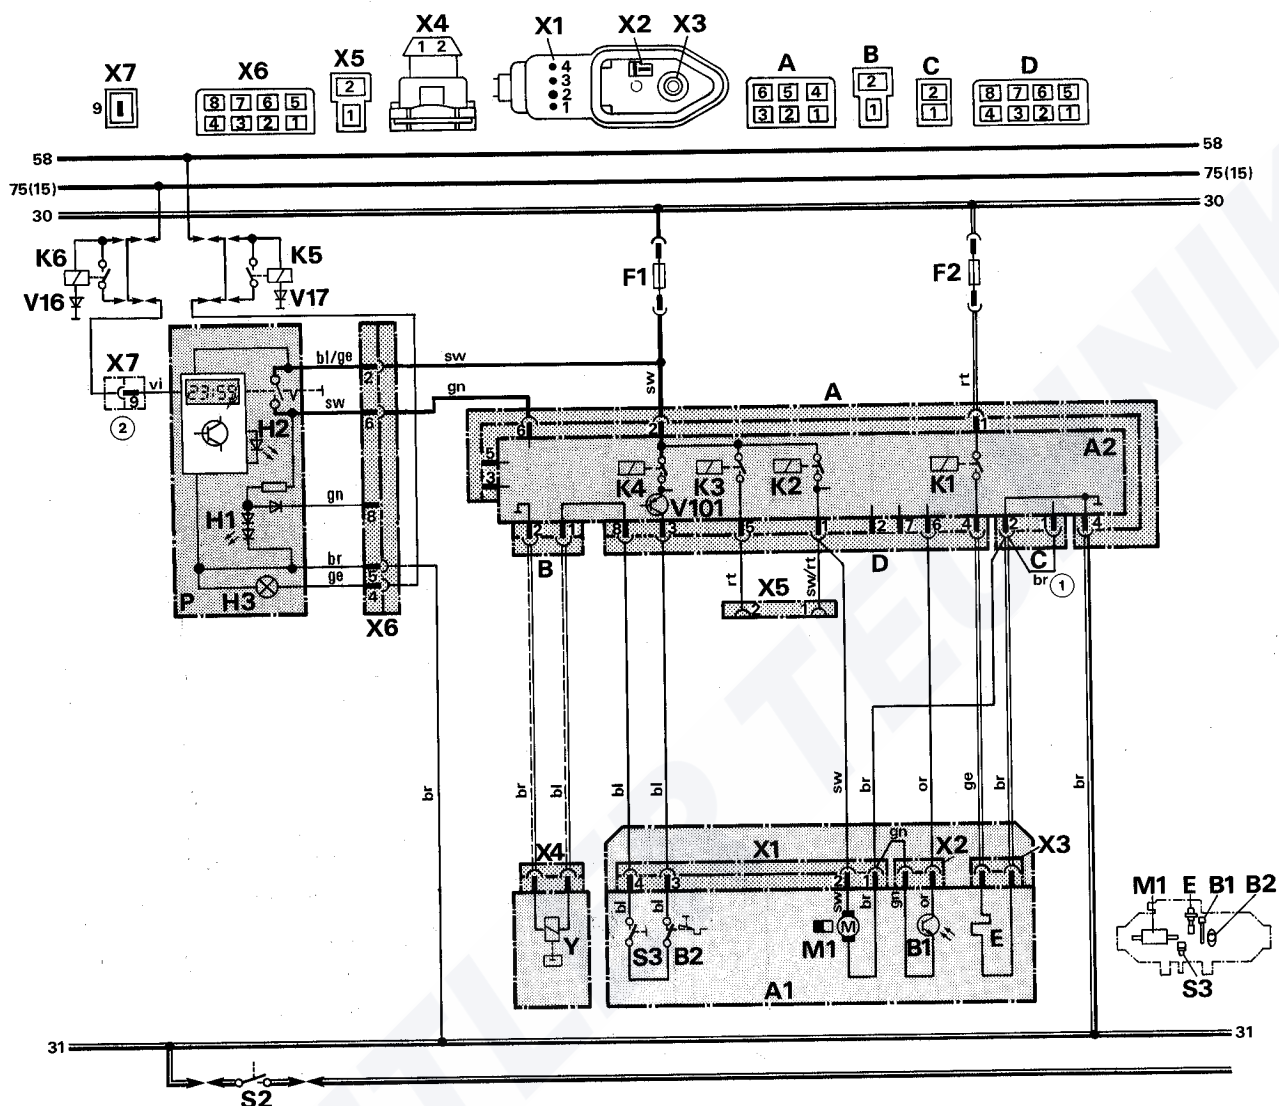 X4
X1 X2 X3
X7 X6 X5 1 2 4 3 2 1 A B C D
9
8 7 6 5
4 3 2 1
2
1
6 5 4
3 2 1
2
1
2
1
8 7 6 5
4 3 2 1
58 58
75(15) 75(15)
30 30
K6 K5 F1 F2
V16 V17
X7 bl/ge 2 sw
vi 23:59 gn sw rt A
9 sw 6
2 H2 6 2 1 A2
5
3 K4 K3 K2 K1
gn 8 V101
H1
2 1 8 3 5 1 2 7 6 4 2 1 4
B D C
br 5 rt sw/rt br 1
ge 4 X5
P H3 2 1
X6
br br bl bl bl sw br or ge br br
gn
X4 X1 X2 X3
4 3 2 1
bl bl sw br gn or
M1 E B1 B2
Y S3 B2 M1 M B1 E
S3
A1
31 31
S2